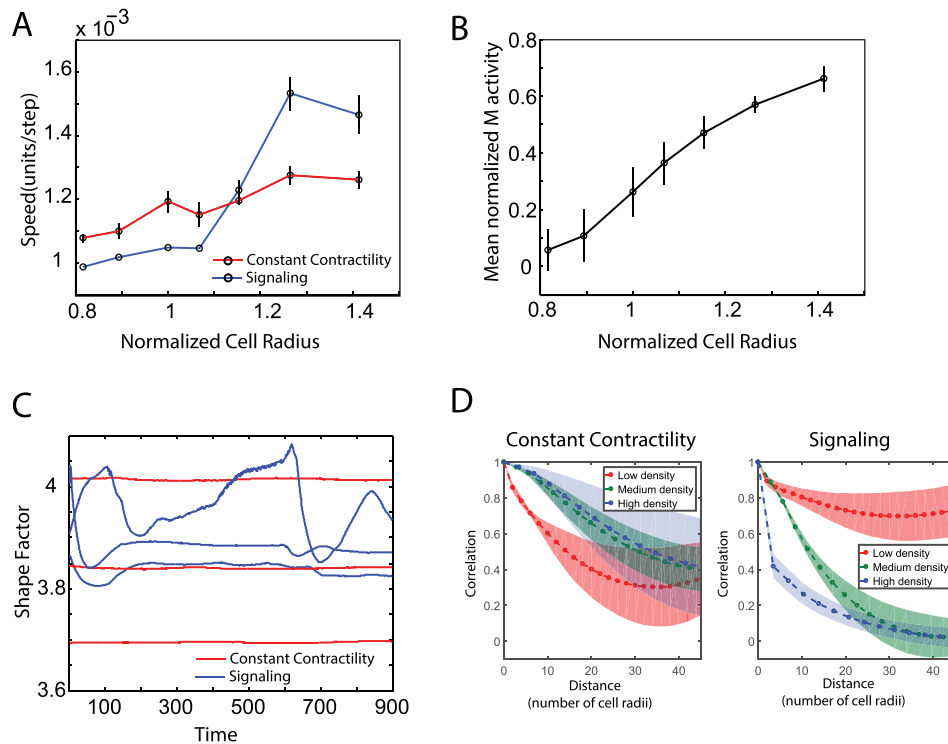 A
x 10⁻³
1.6
1.4
1.2
1
Speed(units/step)
Constant Contractility
Signaling
0.8 1 1.2 1.4
Normalized Cell Radius
B
0.8
0.6
0.4
0.2
0
Mean normalized M activity
0.8 1 1.2 1.4
Normalized Cell Radius
C
4
3.8
3.6
Shape Factor
Constant Contractility
Signaling
100 300 500 700 900
Time
D
Constant Contractility
1
0.8
0.6
0.4
0.2
0
Correlation
Low density
Medium density
High density
0 10 20 30 40
Distance
(number of cell radii)
Signaling
1
0.8
0.6
0.4
0.2
0
Correlation
Low density
Medium density
High density
0 10 20 30 40
Distance
(number of cell radii)